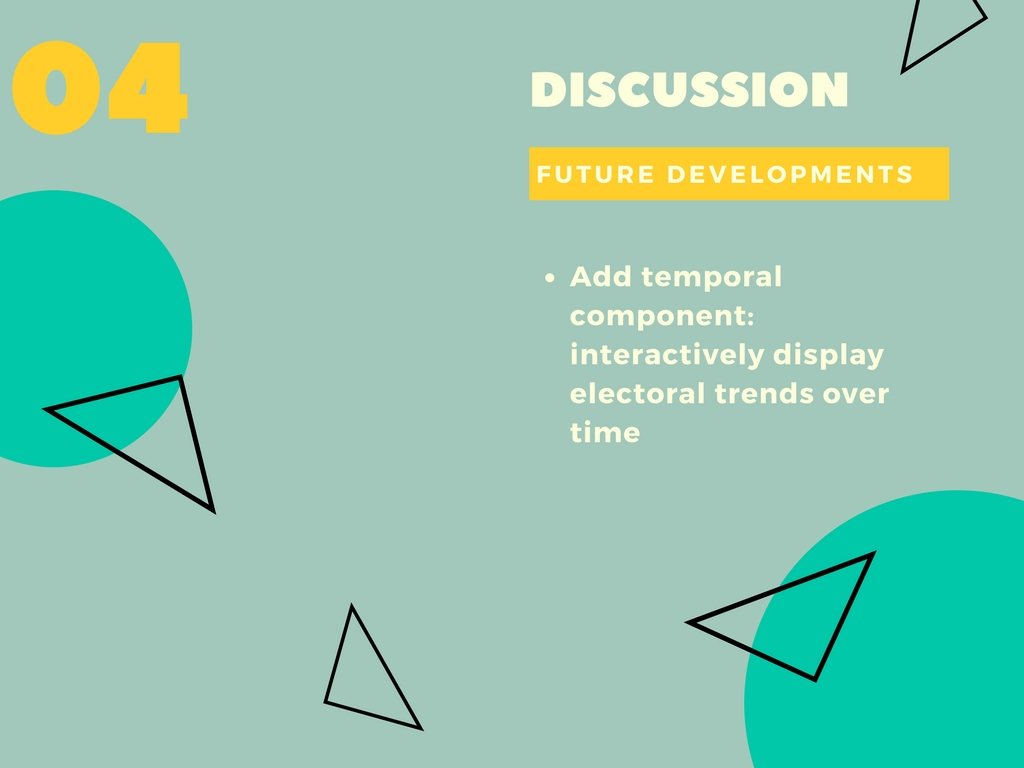 04
DISCUSSION
FUTURE DEVELOPMENTS
• Add temporal
component:
interactively display
electoral trends over
time